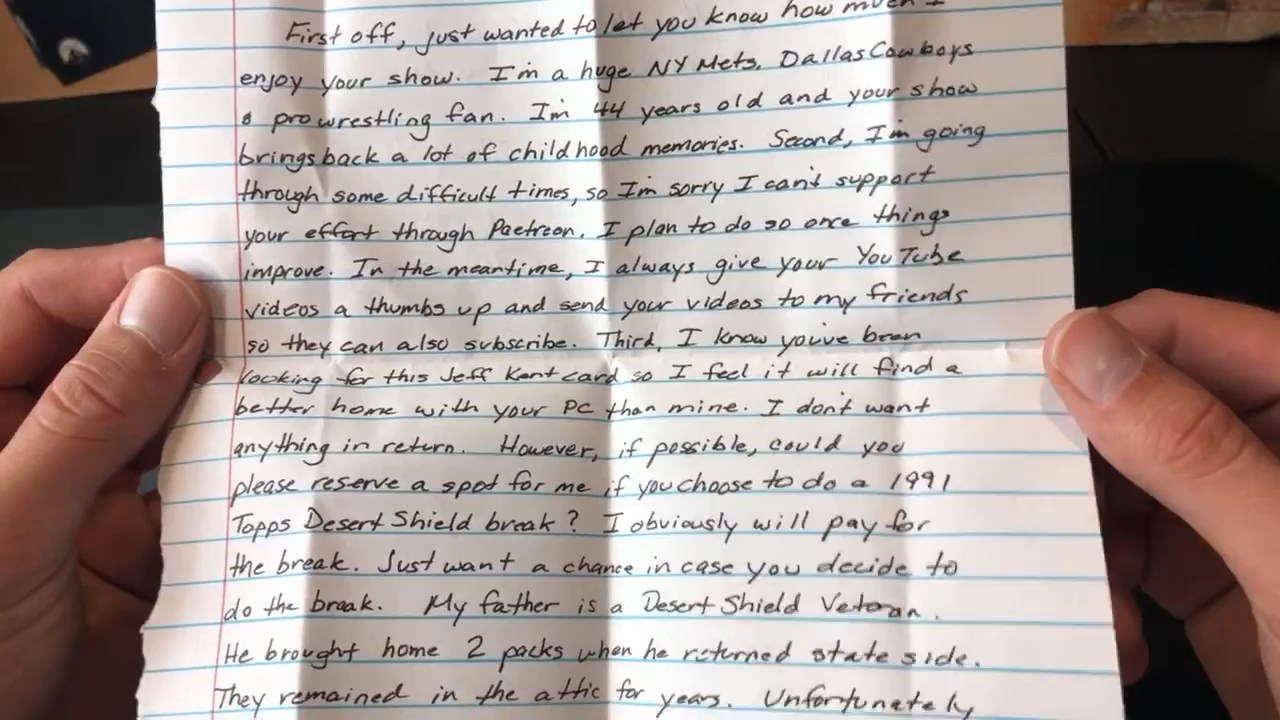 First off, just wanted to let you know how much I
enjoy your show. I'm a huge NY Mets, Dallas Cowboys
& pro wrestling fan. I'm 44 years old and your show
brings back a lot of childhood memories. Second, I'm going
through some difficult times, so I'm sorry I can't support
your effort through Paetreon. I plan to do so once things
improve. In the meantime, I always give your YouTube
videos a thumbs up and send your videos to my friends
so they can also subscribe. Third, I know you've been
looking for this Jeff Kent card so I feel it will find a
better home with your PC than mine. I don't want
anything in return. However, if possible, could you
please reserve a spot for me if you choose to do a 1991
Topps Desert Shield break? I obviously will pay for
the break. Just want a chance in case you decide to
do the break. My father is a Desert Shield Veteran.
He brought home 2 packs when he returned state side.
They remained in the attic for years. Unfortunately